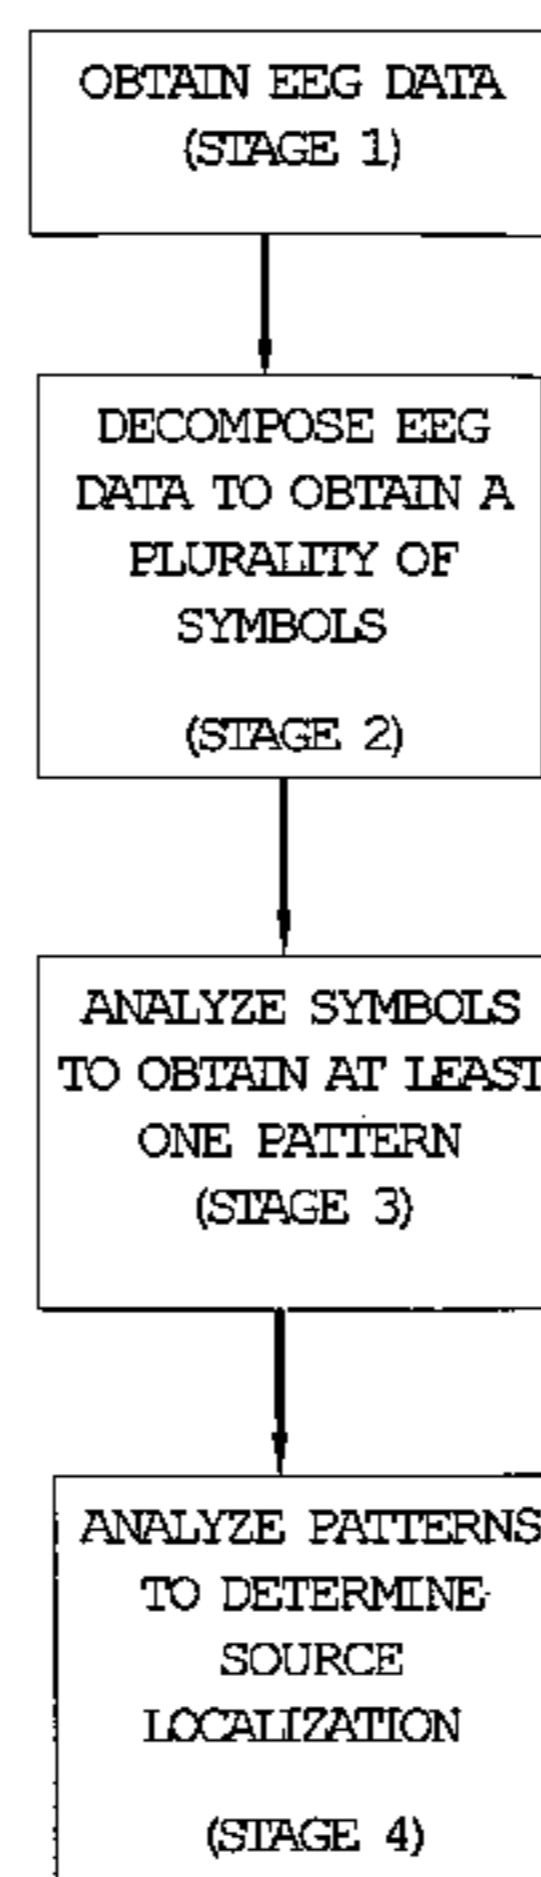 OBTAIN EEG DATA
(STAGE 1)
DECOMPOSE EEG
DATA TO OBTAIN A
PLURALITY OF
SYMBOLS
(STAGE 2)
ANALYZE SYMBOLS
TO OBTAIN AT LEAST
ONE PATTERN
(STAGE 3)
ANALYZE PATTERNS
TO DETERMINE
SOURCE
LOCALIZATION
(STAGE 4)